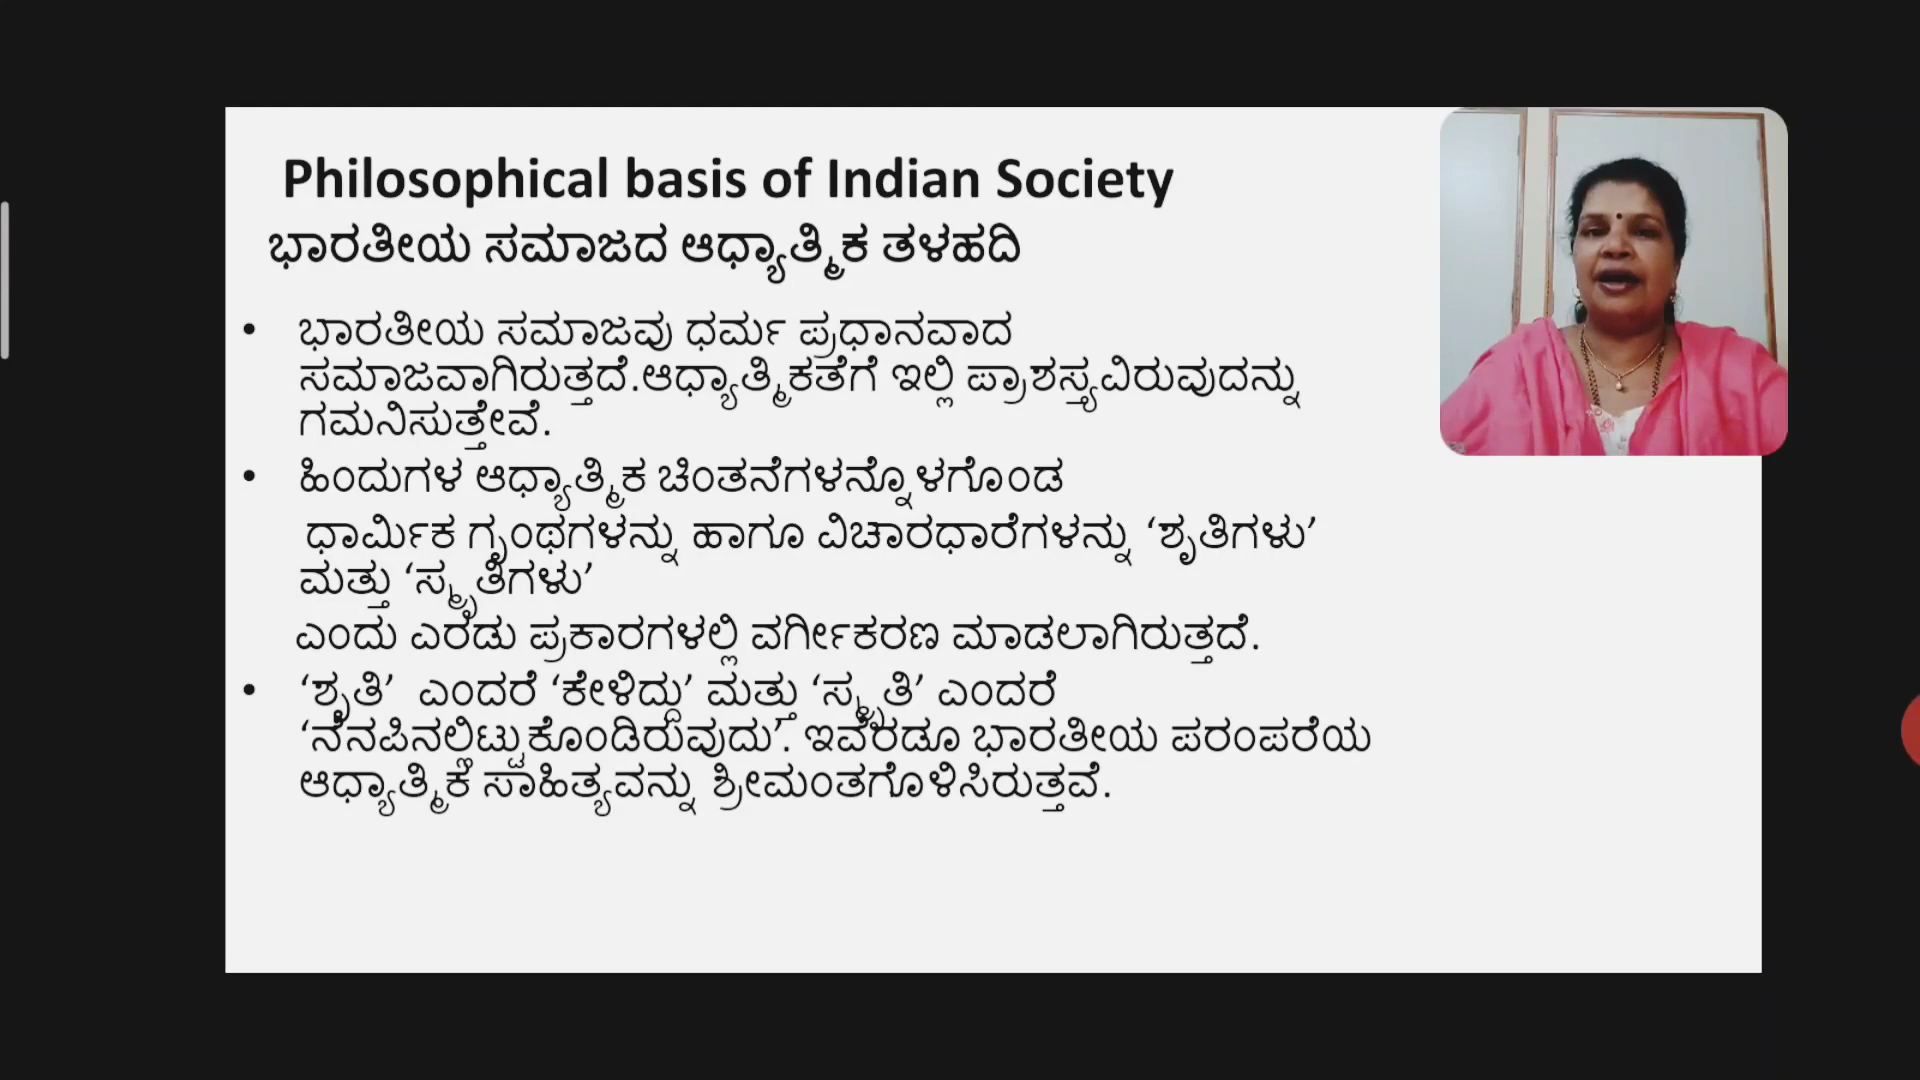 Philosophical basis of Indian Society
ಭಾರತೀಯ ಸಮಾಜದ ಆಧ್ಯಾತ್ಮಿಕ ತಳಹದಿ
• ಭಾರತೀಯ ಸಮಾಜವು ಧರ್ಮ ಪ್ರಧಾನವಾದ
ಸಮಾಜವಾಗಿರುತ್ತದೆ.ಆಧ್ಯಾತ್ಮಿಕತೆಗೆ ಇಲ್ಲಿ ಪ್ರಾಶಸ್ತ್ಯವಿರುವುದನ್ನು
ಗಮನಿಸುತ್ತೇವೆ.
• ಹಿಂದುಗಳ ಆಧ್ಯಾತ್ಮಿಕ ಚಿಂತನೆಗಳನ್ನೊಳಗೊಂಡ
ಧಾರ್ಮಿಕ ಗೃಂಥಗಳನ್ನು ಹಾಗೂ ವಿಚಾರಧಾರೆಗಳನ್ನು ‘ಶೃತಿಗಳು’
ಮತ್ತು ‘ಸ್ಮೃತಿಗಳು’
ಎಂದು ಎರಡು ಪ್ರಕಾರಗಳಲ್ಲಿ ವರ್ಗೀಕರಣ ಮಾಡಲಾಗಿರುತ್ತದೆ.
• ‘ಶೃತಿ’ ಎಂದರೆ ‘ಕೇಳಿದ್ದು’ ಮತ್ತು ‘ಸ್ಮೃತಿ’ ಎಂದರೆ
‘ನೆನಪಿನಲ್ಲಿಟ್ಟುಕೊಂಡಿರುವುದು’. ಇವೆರಡೂ ಭಾರತೀಯ ಪರಂಪರೆಯ
ಆಧ್ಯಾತ್ಮಿಕ ಸಾಹಿತ್ಯವನ್ನು ಶ್ರೀಮಂತಗೊಳಿಸಿರುತ್ತವೆ.